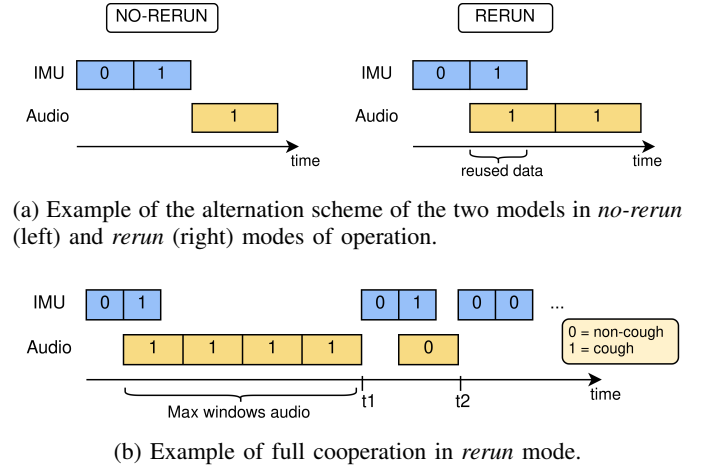 NO-RERUN RERUN
IMU 0 1 IMU 0 1
Audio 1 Audio 1 1
time time
reused data
(a) Example of the alternation scheme of the two models in no-rerun
(left) and rerun (right) modes of operation.
IMU 0 1 0 1 0 0 ...
Audio 1 1 1 1 0
0 = non-cough
1 = cough
time
Max windows audio t1 t2
(b) Example of full cooperation in rerun mode.